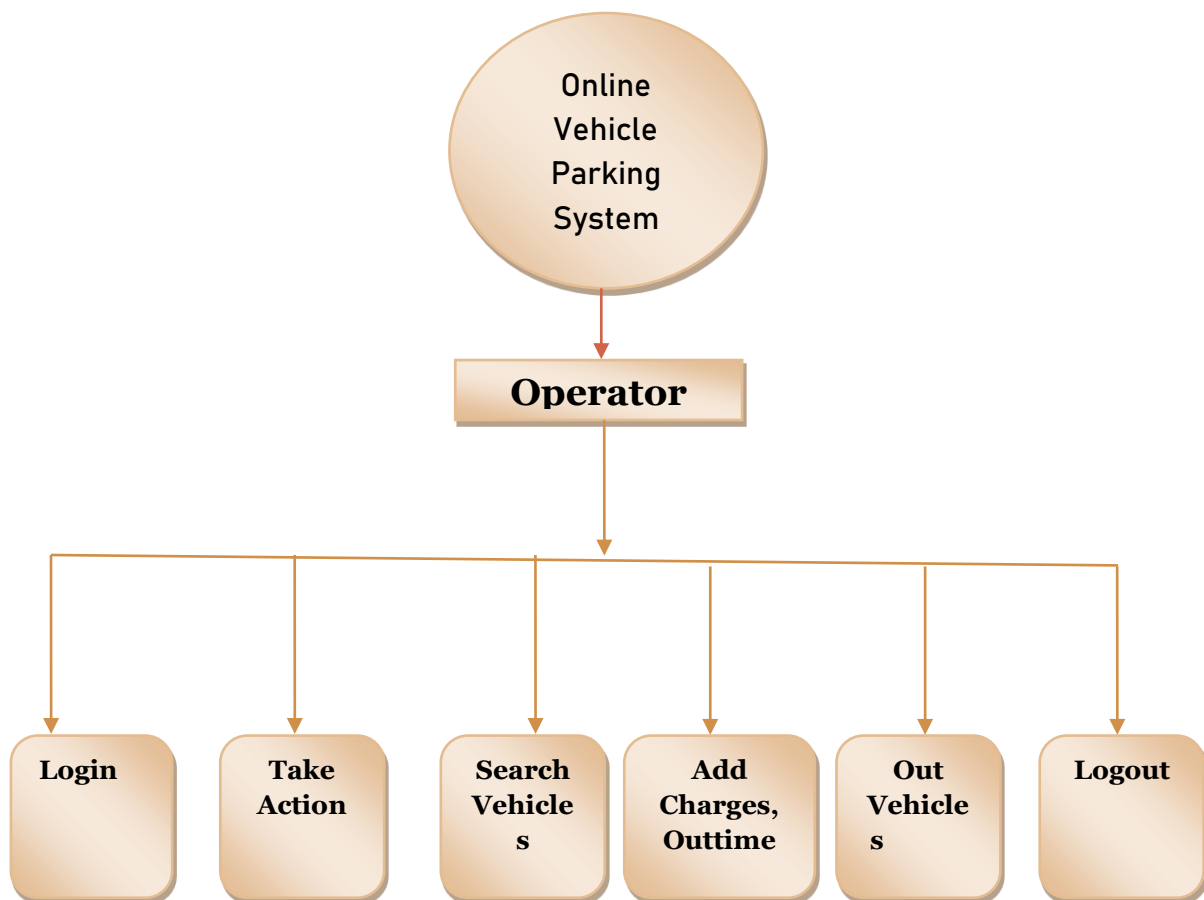 Online
Vehicle
Parking
System
Operator
Login
Take
Action
Search
Vehicle
s
Add
Charges,
Outtime
Out
Vehicle
s
Logout